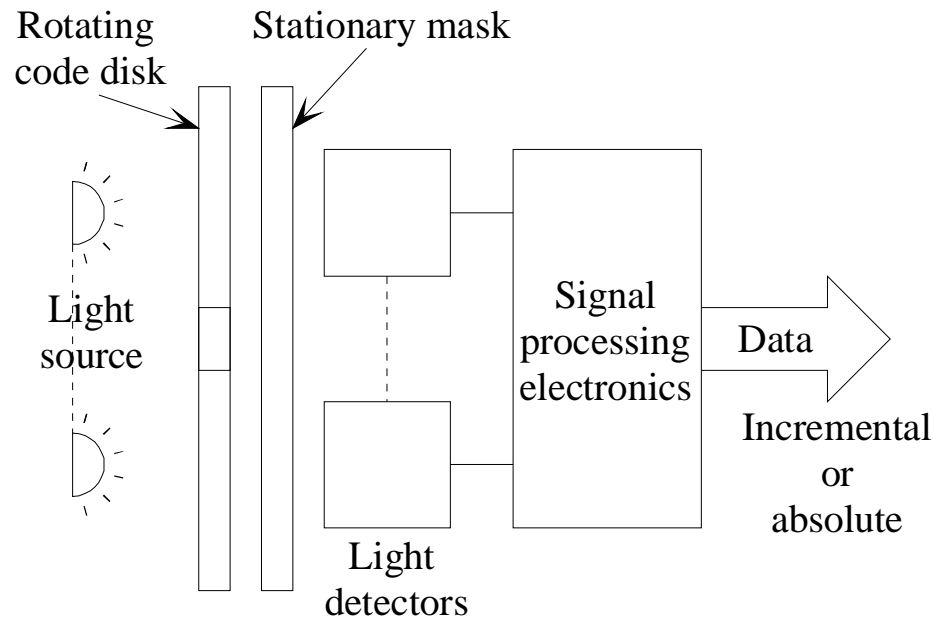 Rotating
code disk
Stationary mask
Light
source
Signal
processing
electronics
Data
Incremental
or
absolute
Light
detectors